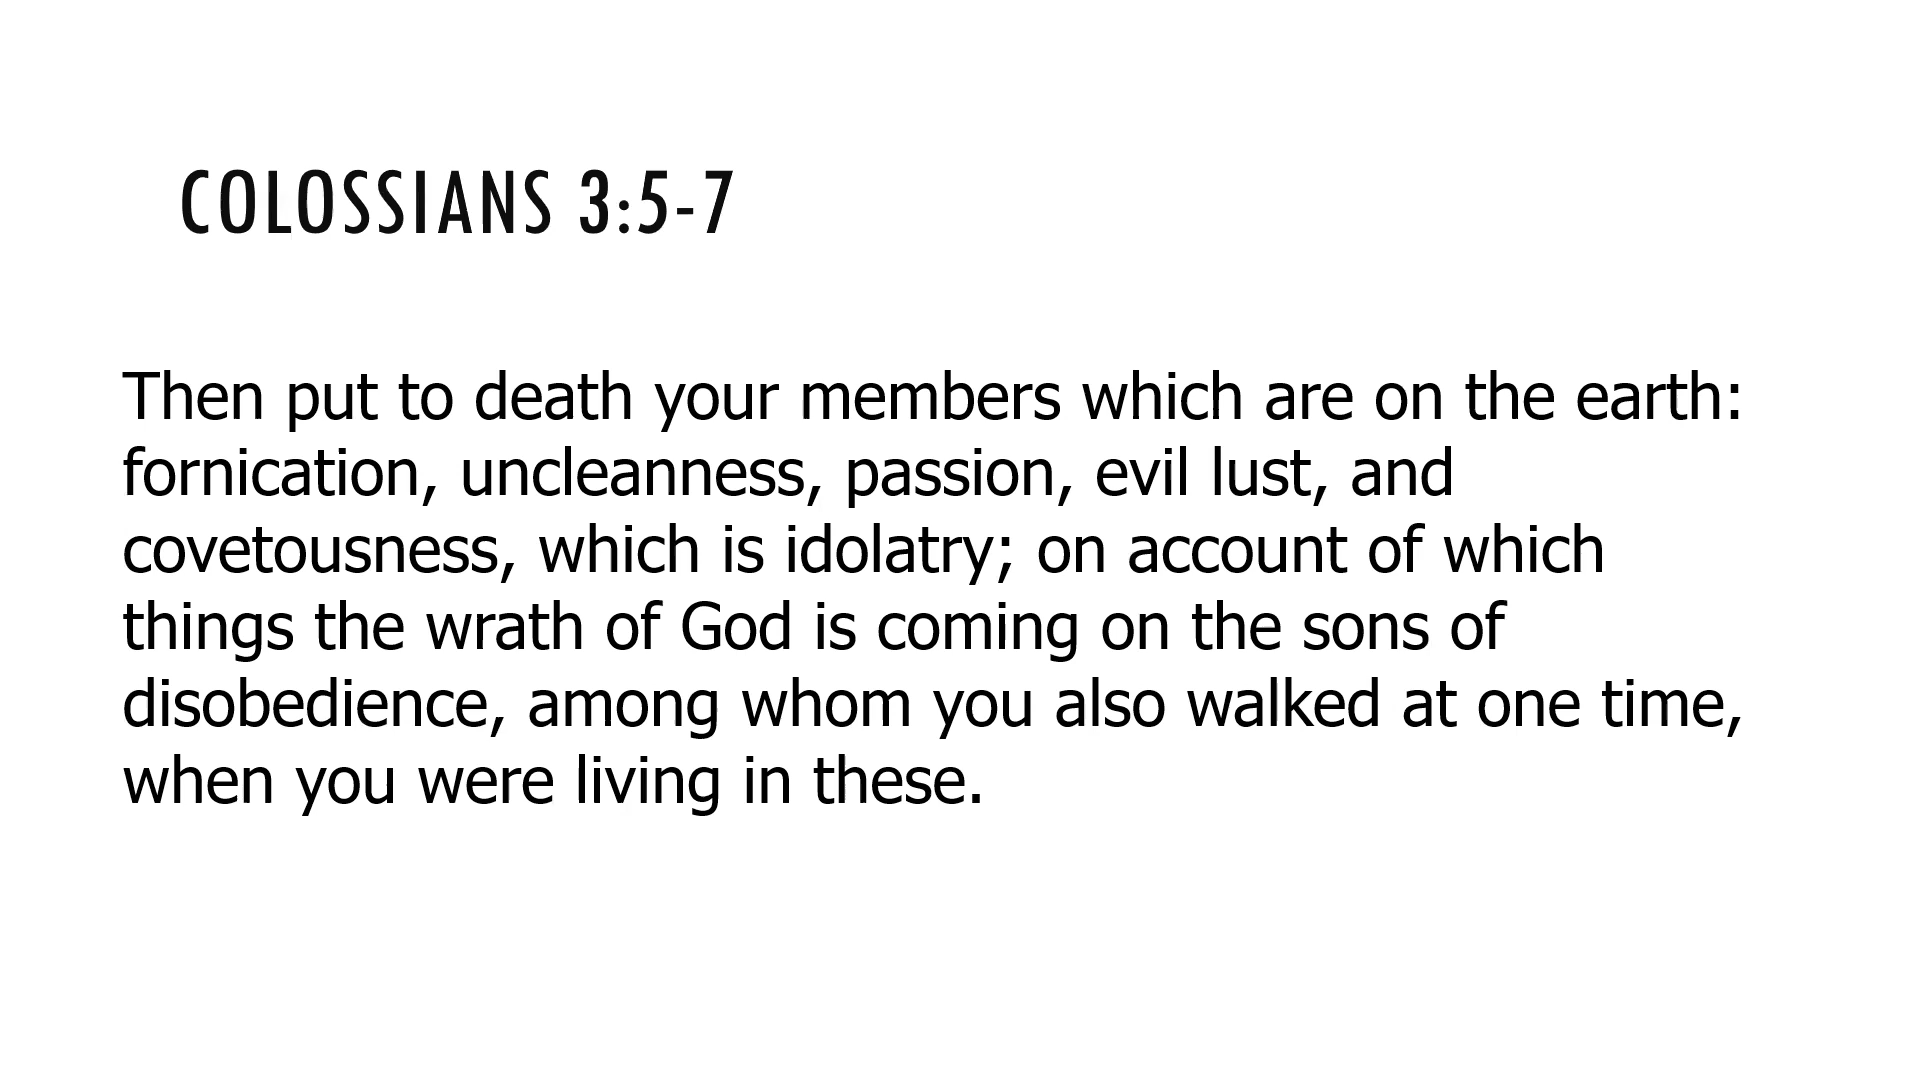 COLOSSIANS 3:5-7
Then put to death your members which are on the earth:
fornication, uncleanness, passion, evil lust, and
covetousness, which is idolatry; on account of which
things the wrath of God is coming on the sons of
disobedience, among whom you also walked at one time,
when you were living in these.